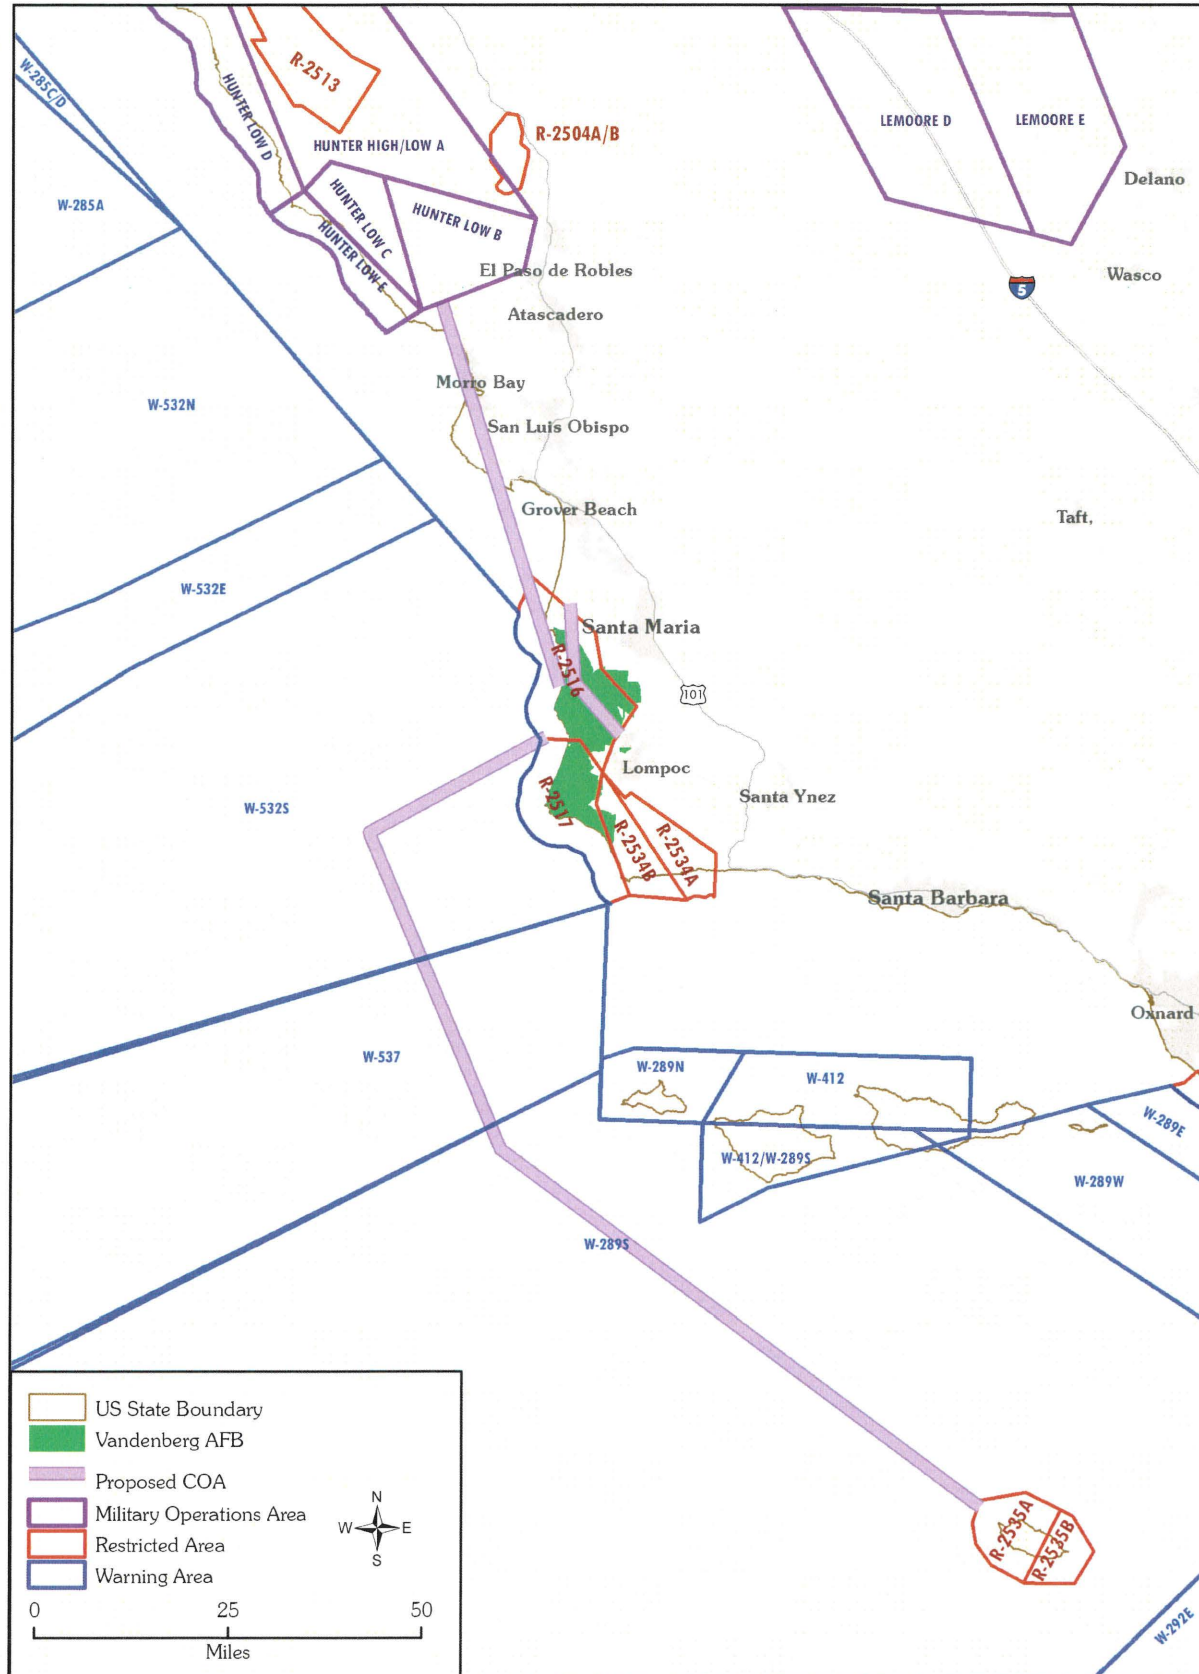 W-285C/D
R-2513
HUNTER LOW D
HUNTER HIGH/LOW A
R-2504A/B
LEMOORE D
LEMOORE E
Delano
W-285A
HUNTER LOW C
HUNTER LOW B
HUNTER LOW E
El Paso de Robles
Wasco
5
Atascadero
Morro Bay
W-532N
San Luis Obispo
Grover Beach
Taft,
W-532E
Santa Maria
R-2516
101
Lompoc
Santa Ynez
W-532S
R-2517
R-2534B
R-2534A
Santa Barbara
Oxnard
W-537
W-289N
W-412
W-289E
W-412/W-289S
W-289W
W-289S
US State Boundary
Vandenberg AFB
Proposed COA
Military Operations Area
Restricted Area
Warning Area
N
W E
S
0 25 50
Miles
R-2535A
R-2535B
W-292E